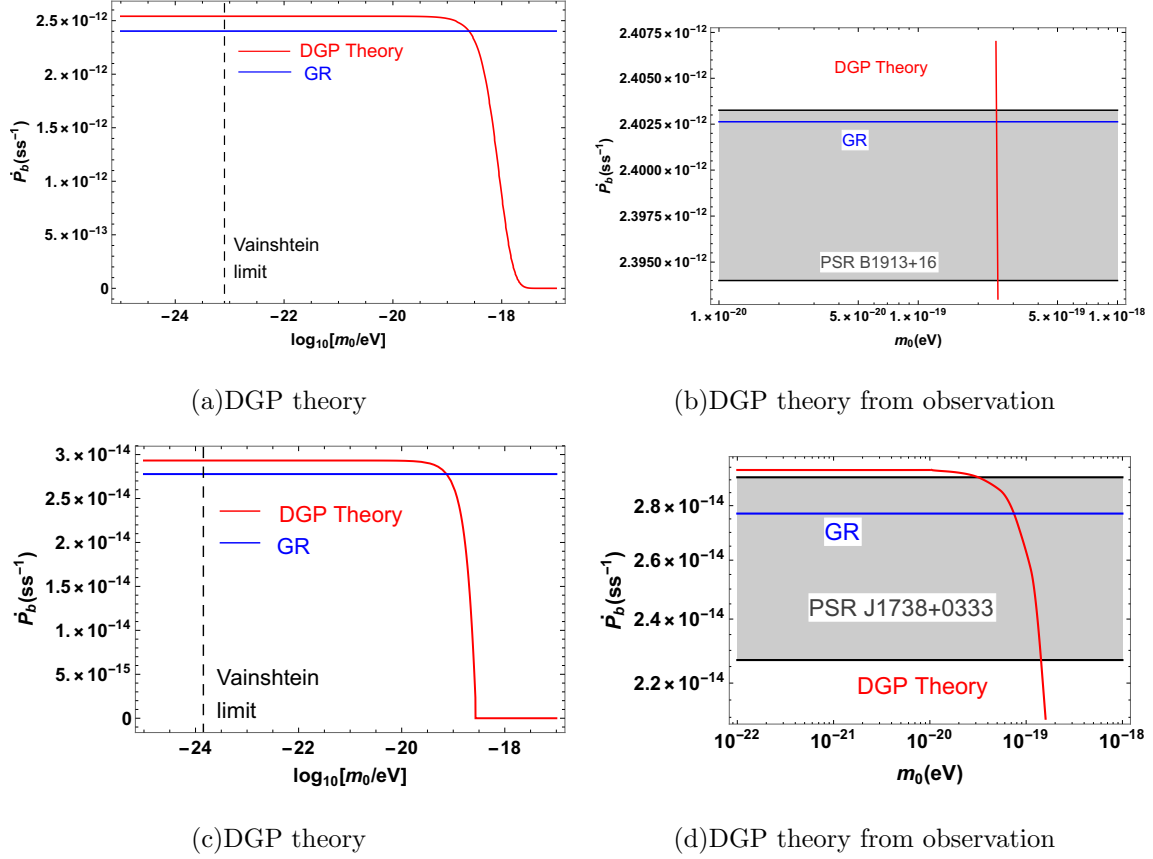 2.5×10⁻¹²
2.×10⁻¹²
1.5×10⁻¹²
1.×10⁻¹²
5.×10⁻¹³
0
Ṗ_b(ss⁻¹)
DGP Theory
GR
Vainshtein
limit
−24 −22 −20 −18
log₁₀[m₀/eV]
(a)DGP theory
2.4075×10⁻¹²
2.4050×10⁻¹²
2.4025×10⁻¹²
2.4000×10⁻¹²
2.3975×10⁻¹²
2.3950×10⁻¹²
Ṗ_b(ss⁻¹)
DGP Theory
GR
PSR B1913+16
1.×10⁻²⁰ 5.×10⁻²⁰ 1.×10⁻¹⁹ 5.×10⁻¹⁹ 1.×10⁻¹⁸
m₀(eV)
(b)DGP theory from observation
3.×10⁻¹⁴
2.5×10⁻¹⁴
2.×10⁻¹⁴
1.5×10⁻¹⁴
1.×10⁻¹⁴
5.×10⁻¹⁵
0
Ṗ_b(ss⁻¹)
DGP Theory
GR
Vainshtein
limit
−24 −22 −20 −18
log₁₀[m₀/eV]
(c)DGP theory
2.8×10⁻¹⁴
2.6×10⁻¹⁴
2.4×10⁻¹⁴
2.2×10⁻¹⁴
Ṗ_b(ss⁻¹)
GR
PSR J1738+0333
DGP Theory
10⁻²² 10⁻²¹ 10⁻²⁰ 10⁻¹⁹ 10⁻¹⁸
m₀(eV)
(d)DGP theory from observation